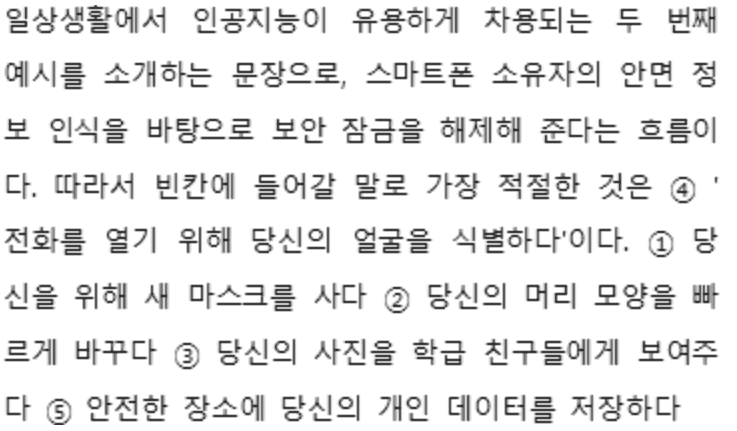 일상생활에서 인공지능이 유용하게 차용되는 두 번째
예시를 소개하는 문장으로, 스마트폰 소유자의 안면 정
보 인식을 바탕으로 보안 잠금을 해제해 준다는 흐름이
다. 따라서 빈칸에 들어갈 말로 가장 적절한 것은 ④ '
전화를 열기 위해 당신의 얼굴을 식별하다'이다. ① 당
신을 위해 새 마스크를 사다 ② 당신의 머리 모양을 빠
르게 바꾸다 ③ 당신의 사진을 학급 친구들에게 보여주
다 ⑤ 안전한 장소에 당신의 개인 데이터를 저장하다